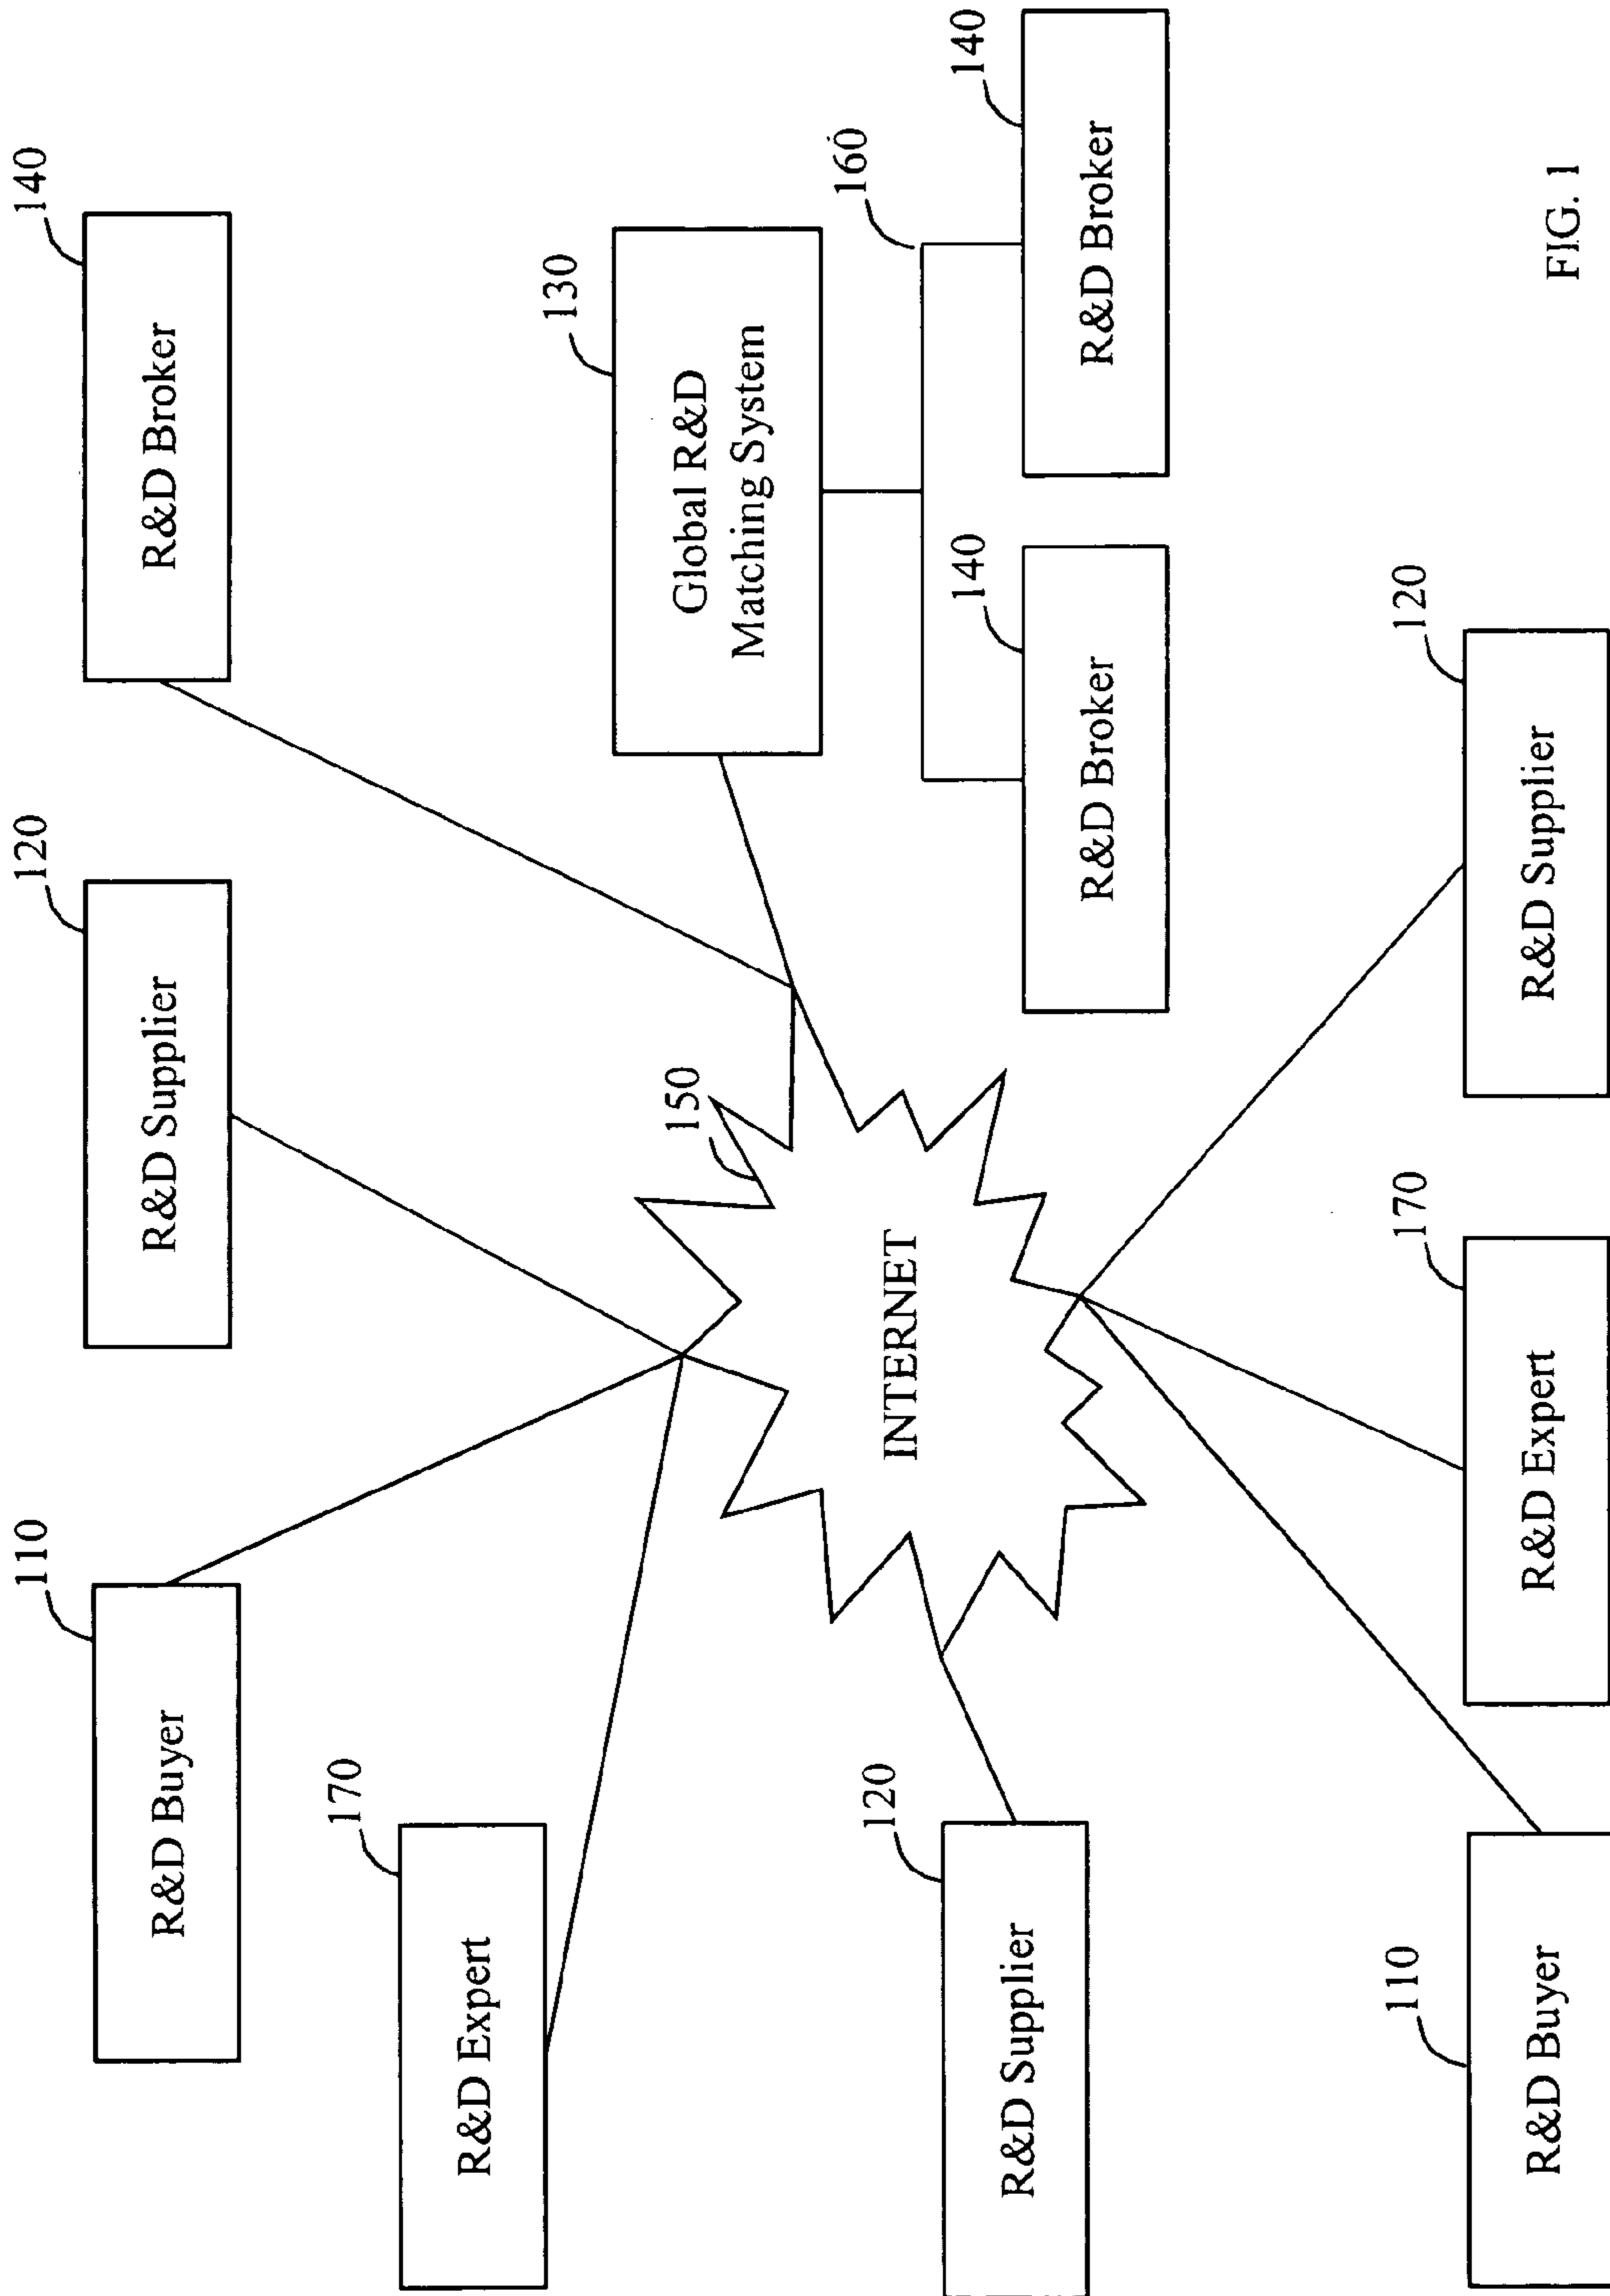 110
120
140
R&D Buyer
R&D Supplier
R&D Broker
170
R&D Expert
130
150
Global R&D
Matching System
160
INTERNET
120
140
140
R&D Supplier
R&D Broker
R&D Broker
110
170
120
R&D Buyer
R&D Expert
R&D Supplier
FIG. 1